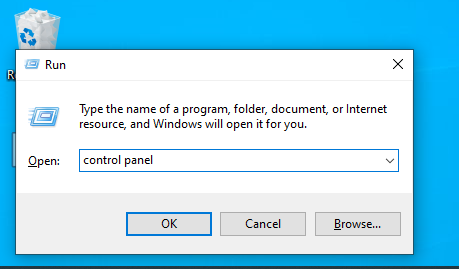 Run
Type the name of a program, folder, document, or Internet
resource, and Windows will open it for you.
Open: control panel
OK Cancel Browse...